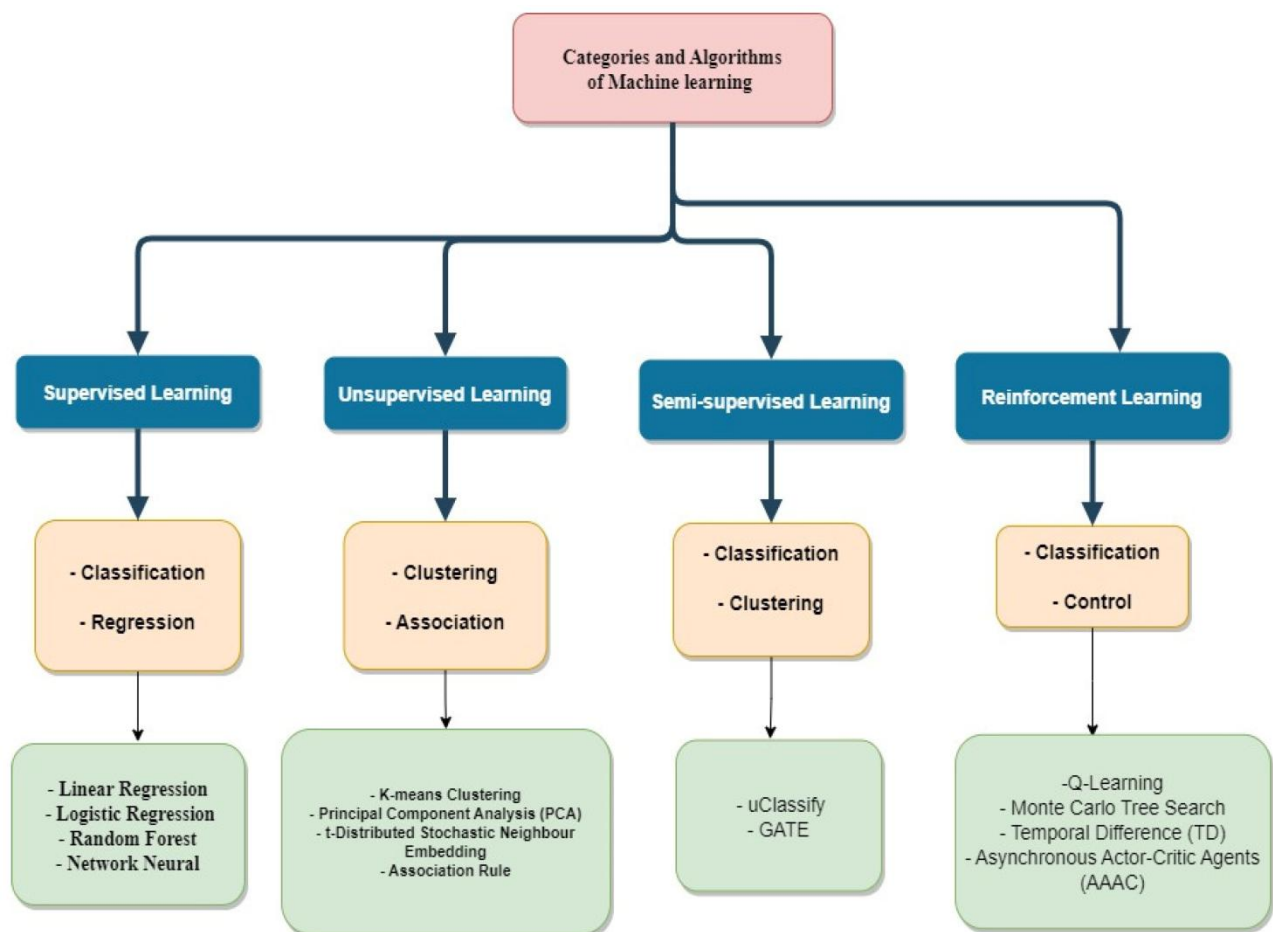 Categories and Algorithms
of Machine learning
Supervised Learning
Unsupervised Learning
Semi-supervised Learning
Reinforcement Learning
- Classification
- Regression
- Clustering
- Association
- Classification
- Clustering
- Classification
- Control
- Linear Regression
- Logistic Regression
- Random Forest
- Network Neural
- K-means Clustering
- Principal Component Analysis (PCA)
- t-Distributed Stochastic Neighbour
Embedding
- Association Rule
- uClassify
- GATE
-Q-Learning
- Monte Carlo Tree Search
- Temporal Difference (TD)
- Asynchronous Actor-Critic Agents
(AAAC)